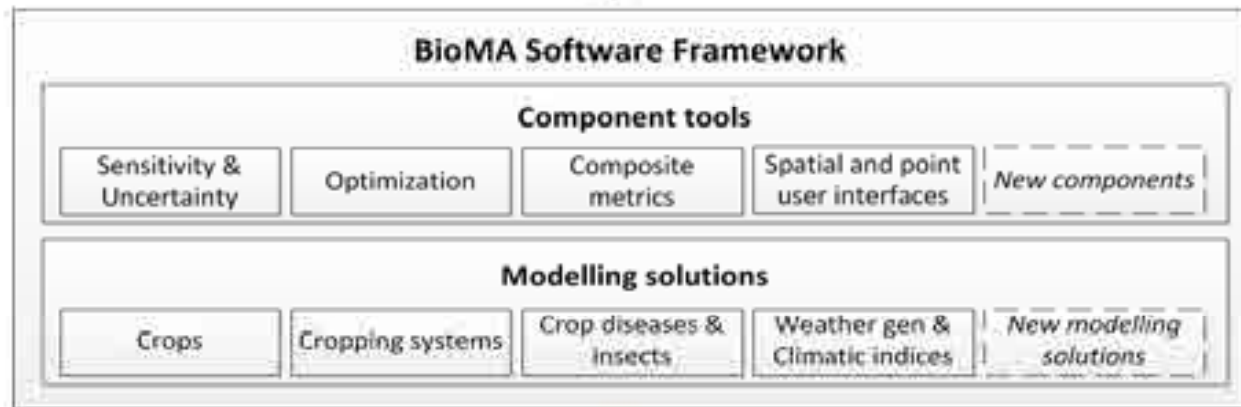 BioMA Software Framework
Component tools
Sensitivity &
Uncertainty
Optimization
Composite
metrics
Spatial and point
user interfaces
New components
Modelling solutions
Crops
Cropping systems
Crop diseases &
insects
Weather gen &
Climatic indices
New modelling
solutions